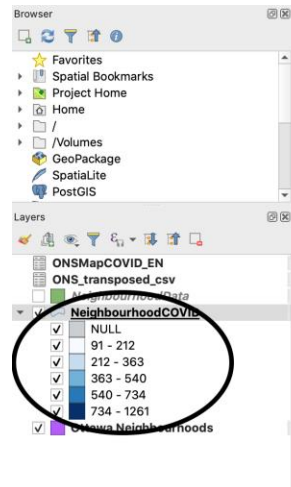 Browser
Favorites
Spatial Bookmarks
Project Home
Home
/
/Volumes
GeoPackage
SpatiaLite
PostGIS
Layers
ONSMapCOVID_EN
ONS_transposed_csv
NeighbourhoodData
NeighbourhoodCOVID
NULL
91 - 212
212 - 363
363 - 540
540 - 734
734 - 1261
Ottawa Neighbourhoods